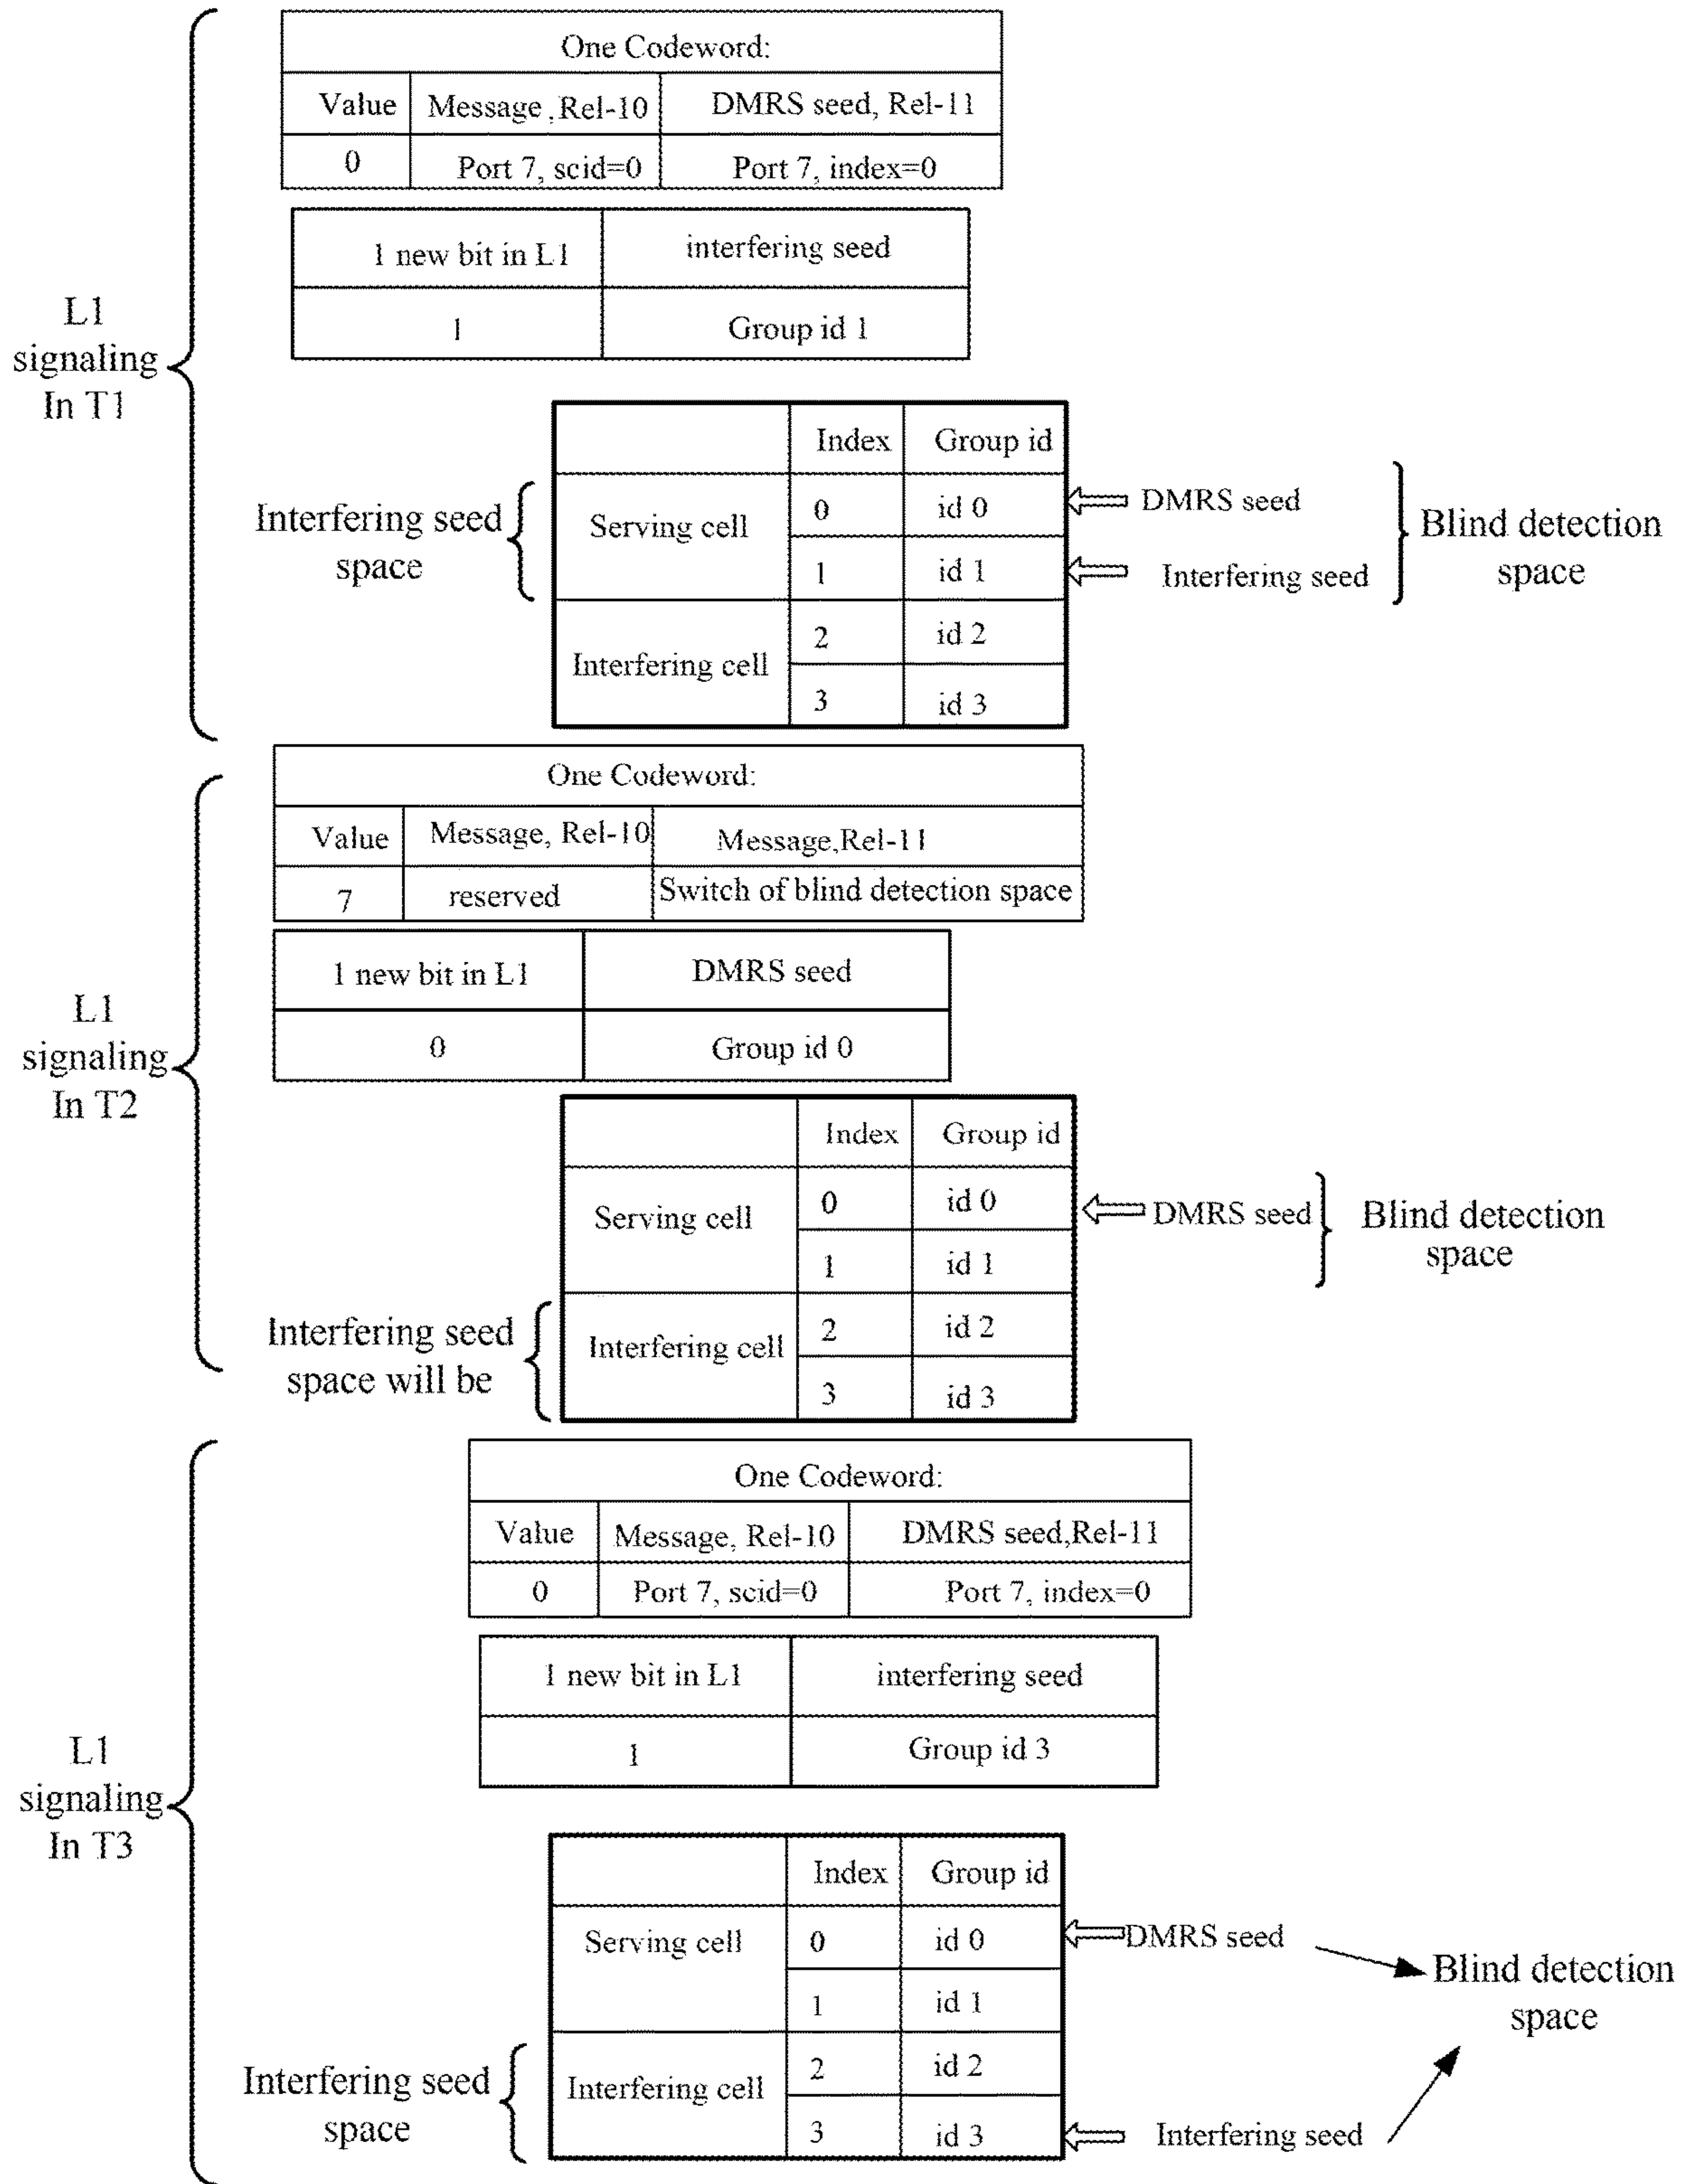 One Codeword:
Value Message ,Rel-10 DMRS seed, Rel-11
0 Port 7, scid=0 Port 7, index=0
1 new bit in L1 interfering seed
1 Group id 1
L1
signaling
In T1
Index Group id
Interfering seed
space
Serving cell 0 id 0 DMRS seed
1 id 1 Interfering seed
Blind detection
space
Interfering cell 2 id 2
3 id 3
One Codeword:
Value Message, Rel-10 Message,Rel-11
7 reserved Switch of blind detection space
1 new bit in L1 DMRS seed
0 Group id 0
L1
signaling
In T2
Index Group id
Serving cell 0 id 0 DMRS seed
1 id 1
Blind detection
space
Interfering seed
space will be
Interfering cell 2 id 2
3 id 3
One Codeword:
Value Message, Rel-10 DMRS seed,Rel-11
0 Port 7, scid=0 Port 7, index=0
1 new bit in L1 interfering seed
1 Group id 3
L1
signaling
In T3
Index Group id
Serving cell 0 id 0 DMRS seed
1 id 1
Blind detection
space
Interfering seed
space
Interfering cell 2 id 2
3 id 3 Interfering seed